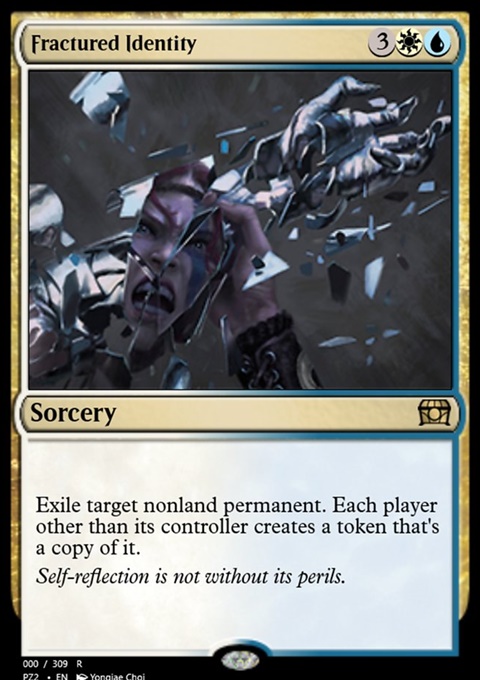 Fractured Identity
3
Sorcery
Exile target nonland permanent. Each player
other than its controller creates a token that's
a copy of it.
Self-reflection is not without its perils.
000 / 309 R
PZ2 • EN Yongjae Choi